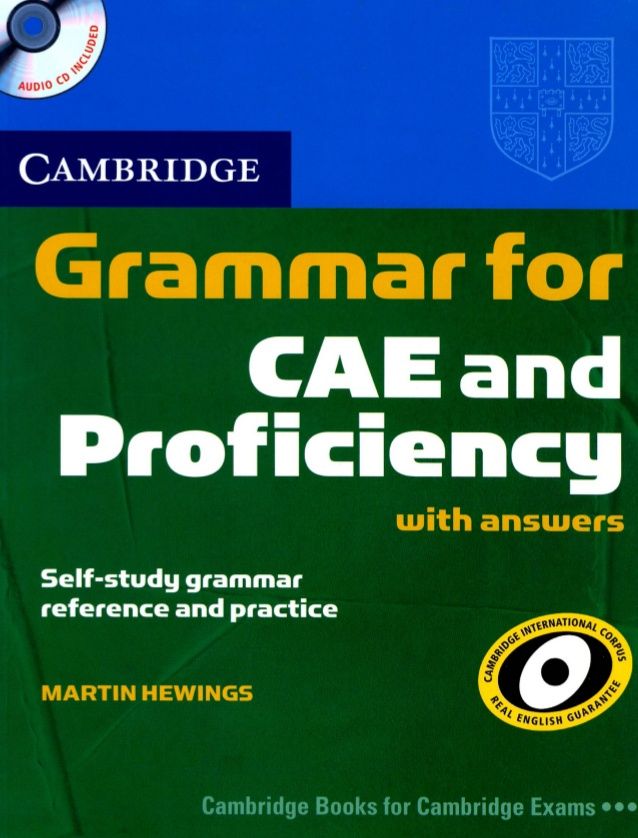 AUDIO CD INCLUDED
CAMBRIDGE
Grammar for
CAE and
Proficiency
with answers
Self-study grammar
reference and practice
MARTIN HEWINGS
CAMBRIDGE INTERNATIONAL CORPUS
REAL ENGLISH GUARANTEE
Cambridge Books for Cambridge Exams •••